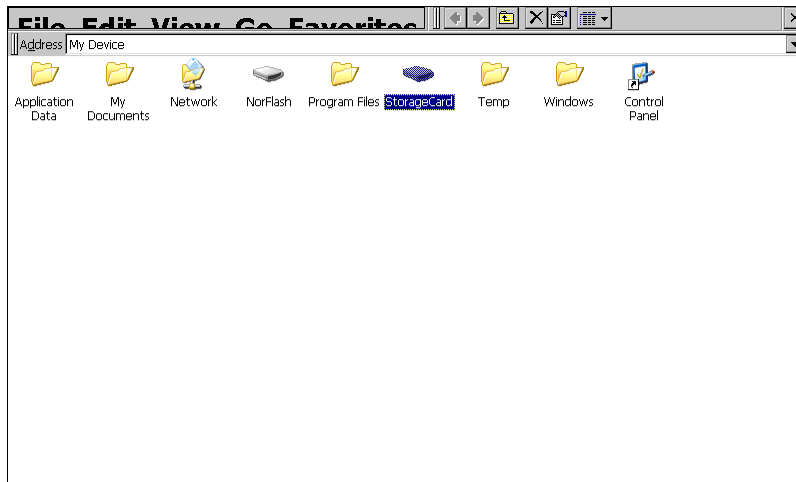 File Edit View Go Favorites
Address My Device
Application Data
My Documents
Network
NorFlash
Program Files
StorageCard
Temp
Windows
Control Panel